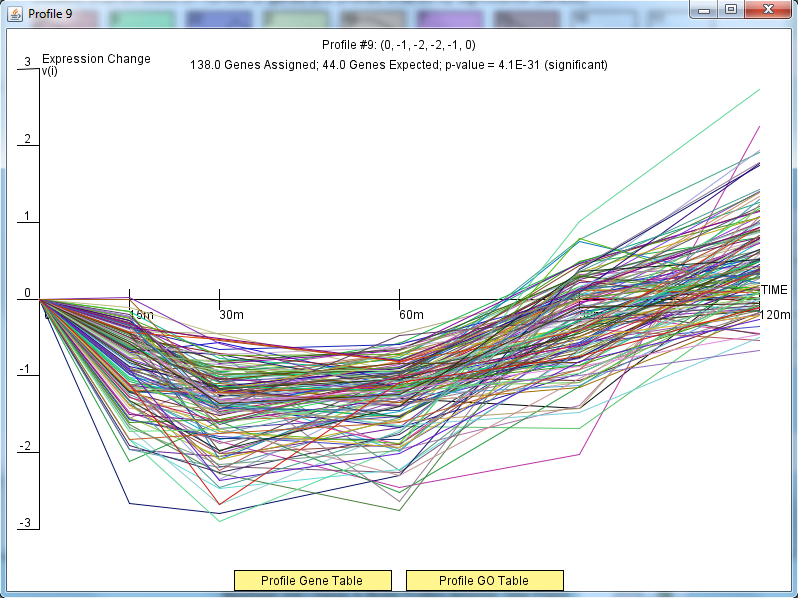 Profile 9
Profile #9: (0, -1, -2, -2, -1, 0)
Expression Change
v(i)
138.0 Genes Assigned; 44.0 Genes Expected; p-value = 4.1E-31 (significant)
3
2
1
0
TIME
30m
60m
120m
-1
-2
-3
Profile Gene Table
Profile GO Table